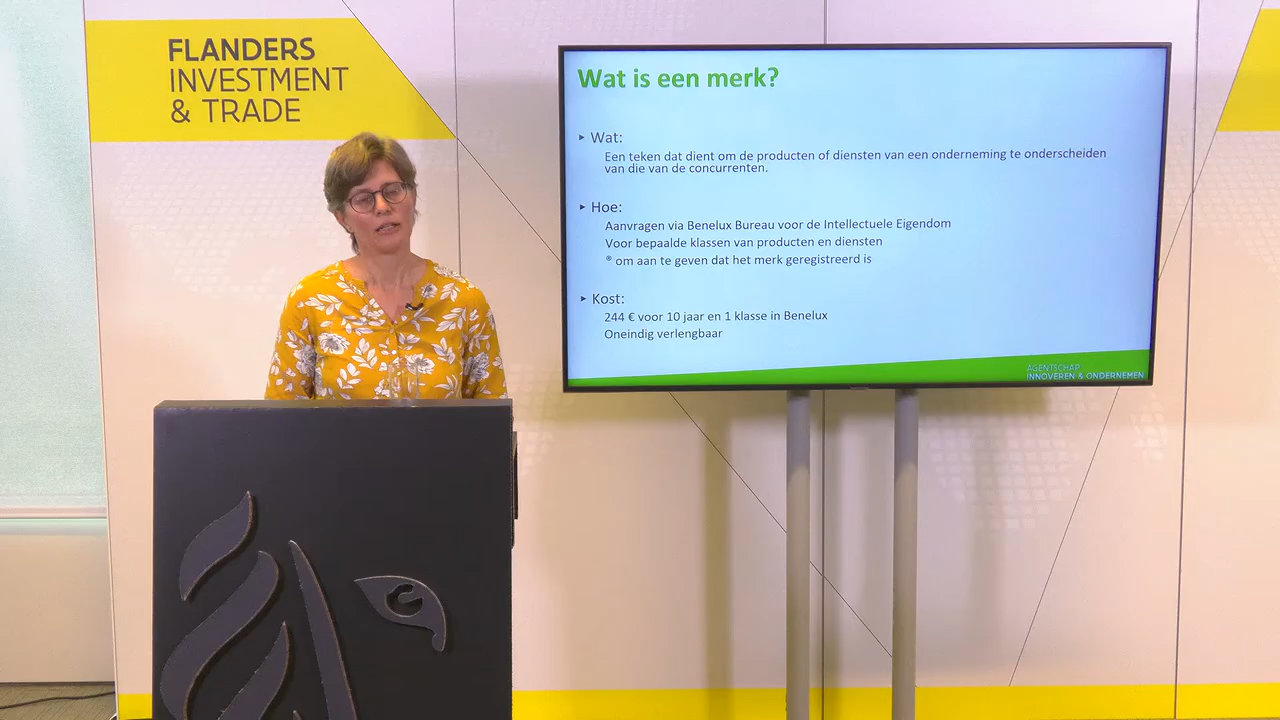 FLANDERS
INVESTMENT
& TRADE
Wat is een merk?
▸ Wat:
Een teken dat dient om de producten of diensten van een onderneming te onderscheiden
van die van de concurrenten.
▸ Hoe:
Aanvragen via Benelux Bureau voor de Intellectuele Eigendom
Voor bepaalde klassen van producten en diensten
® om aan te geven dat het merk geregistreerd is
▸ Kost:
244 € voor 10 jaar en 1 klasse in Benelux
Oneindig verlengbaar
AGENTSCHAP
INNOVEREN & ONDERNEMEN